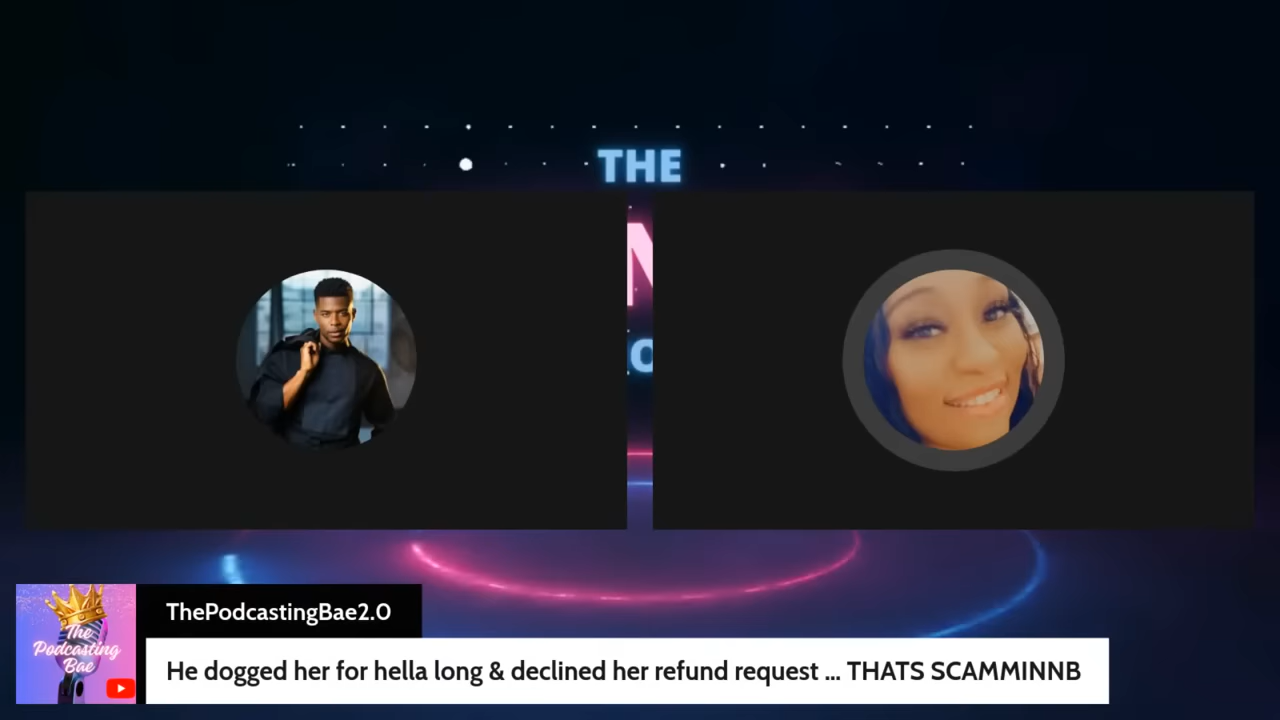 THE
N
ThePodcastingBae2.0
The
Podcasting
Bae
He dogged her for hella long & declined her refund request ... THATS SCAMMINNB